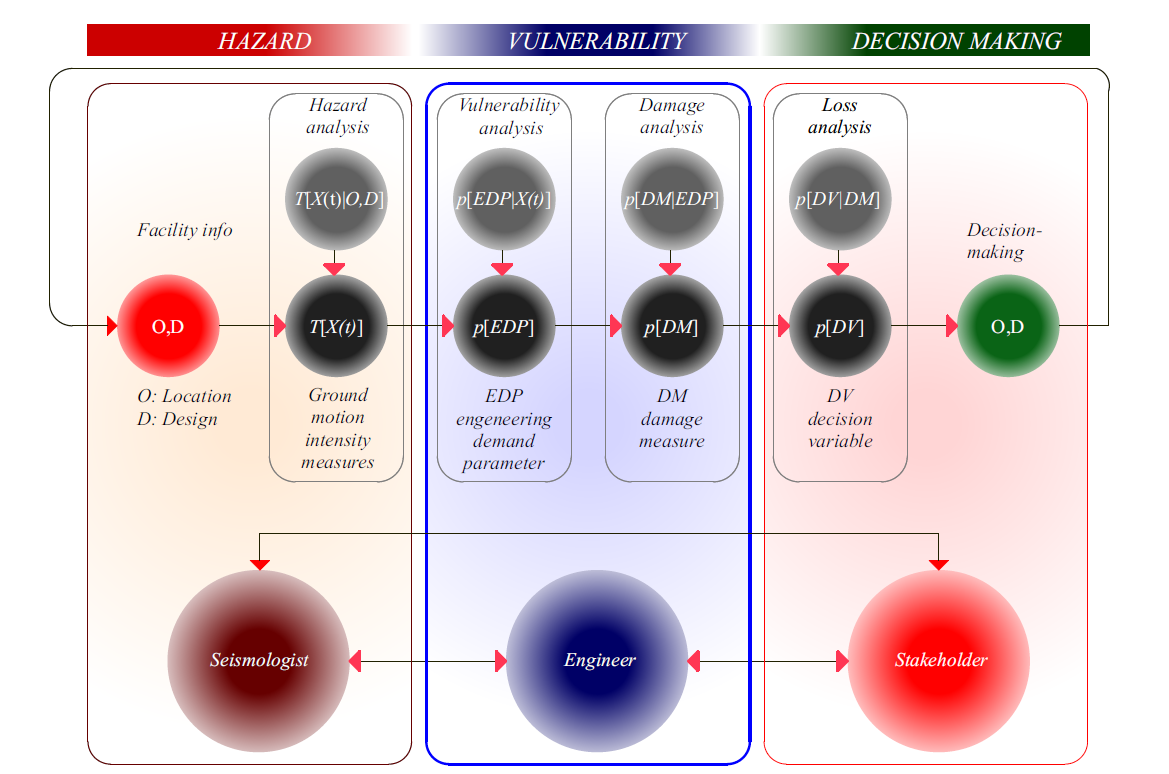 HAZARD
VULNERABILITY
DECISION MAKING
Hazard
analysis
Vulnerability
analysis
Damage
analysis
Loss
analysis
T[X(t)|O,D]
p[EDP|X(t)]
p[DM|EDP]
p[DV|DM]
Facility info
Decision-
making
O,D
T[X(t)]
p[EDP]
p[DM]
p[DV]
O,D
O: Location
D: Design
Ground
motion
intensity
measures
EDP
engeneering
demand
parameter
DM
damage
measure
DV
decision
variable
Seismologist
Engineer
Stakeholder